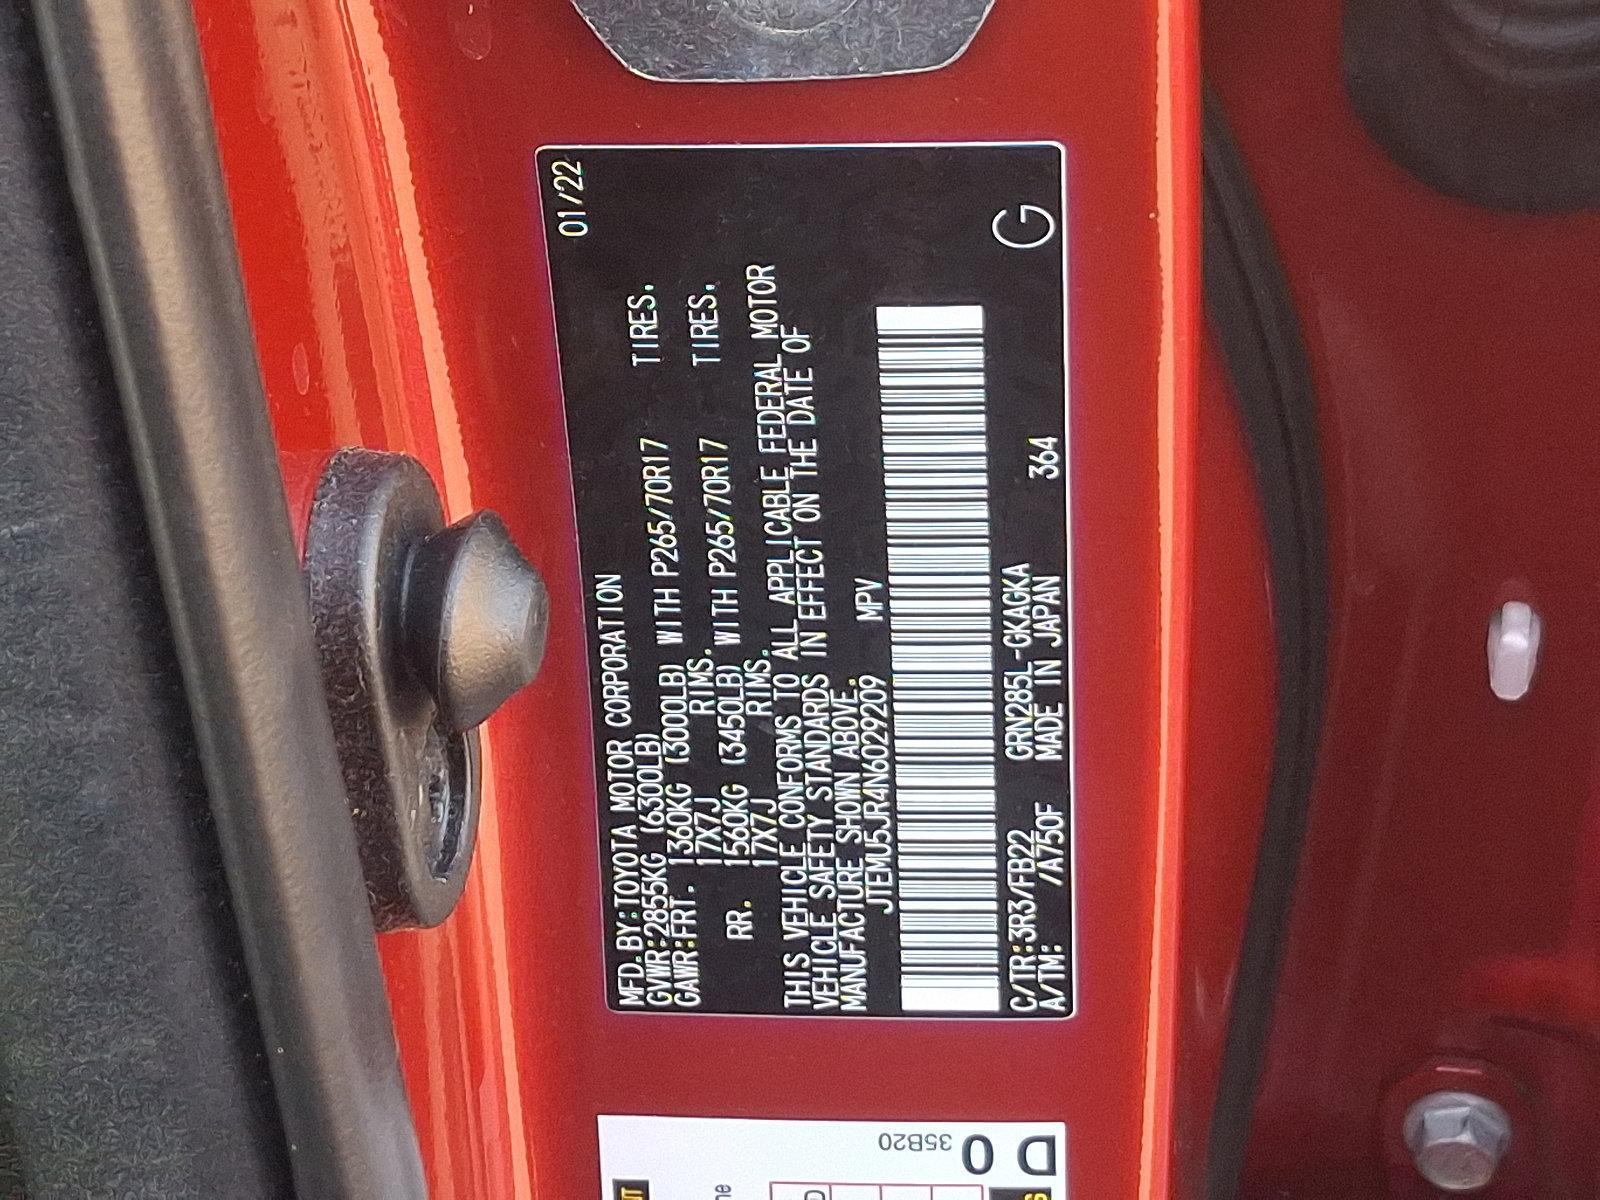 MFD.BY:TOYOTA MOTOR CORPORATION 01/22
GVWR:2855KG (6300LB)
GAWR:FRT. 1360KG (3000LB) WITH P265/70R17 TIRES.
17X7J RIMS.
RR. 1560KG (3450LB) WITH P265/70R17 TIRES.
17X7J RIMS.
THIS VEHICLE CONFORMS TO ALL APPLICABLE FEDERAL MOTOR
VEHICLE SAFETY STANDARDS IN EFFECT ON THE DATE OF
MANUFACTURE SHOWN ABOVE.
JTEMU5JR4N6029209 MPV
C/TR:3R3/FB22 GRN285L-GKAGKA 364 G
A/TM: /A750F MADE IN JAPAN
35B20
D 0